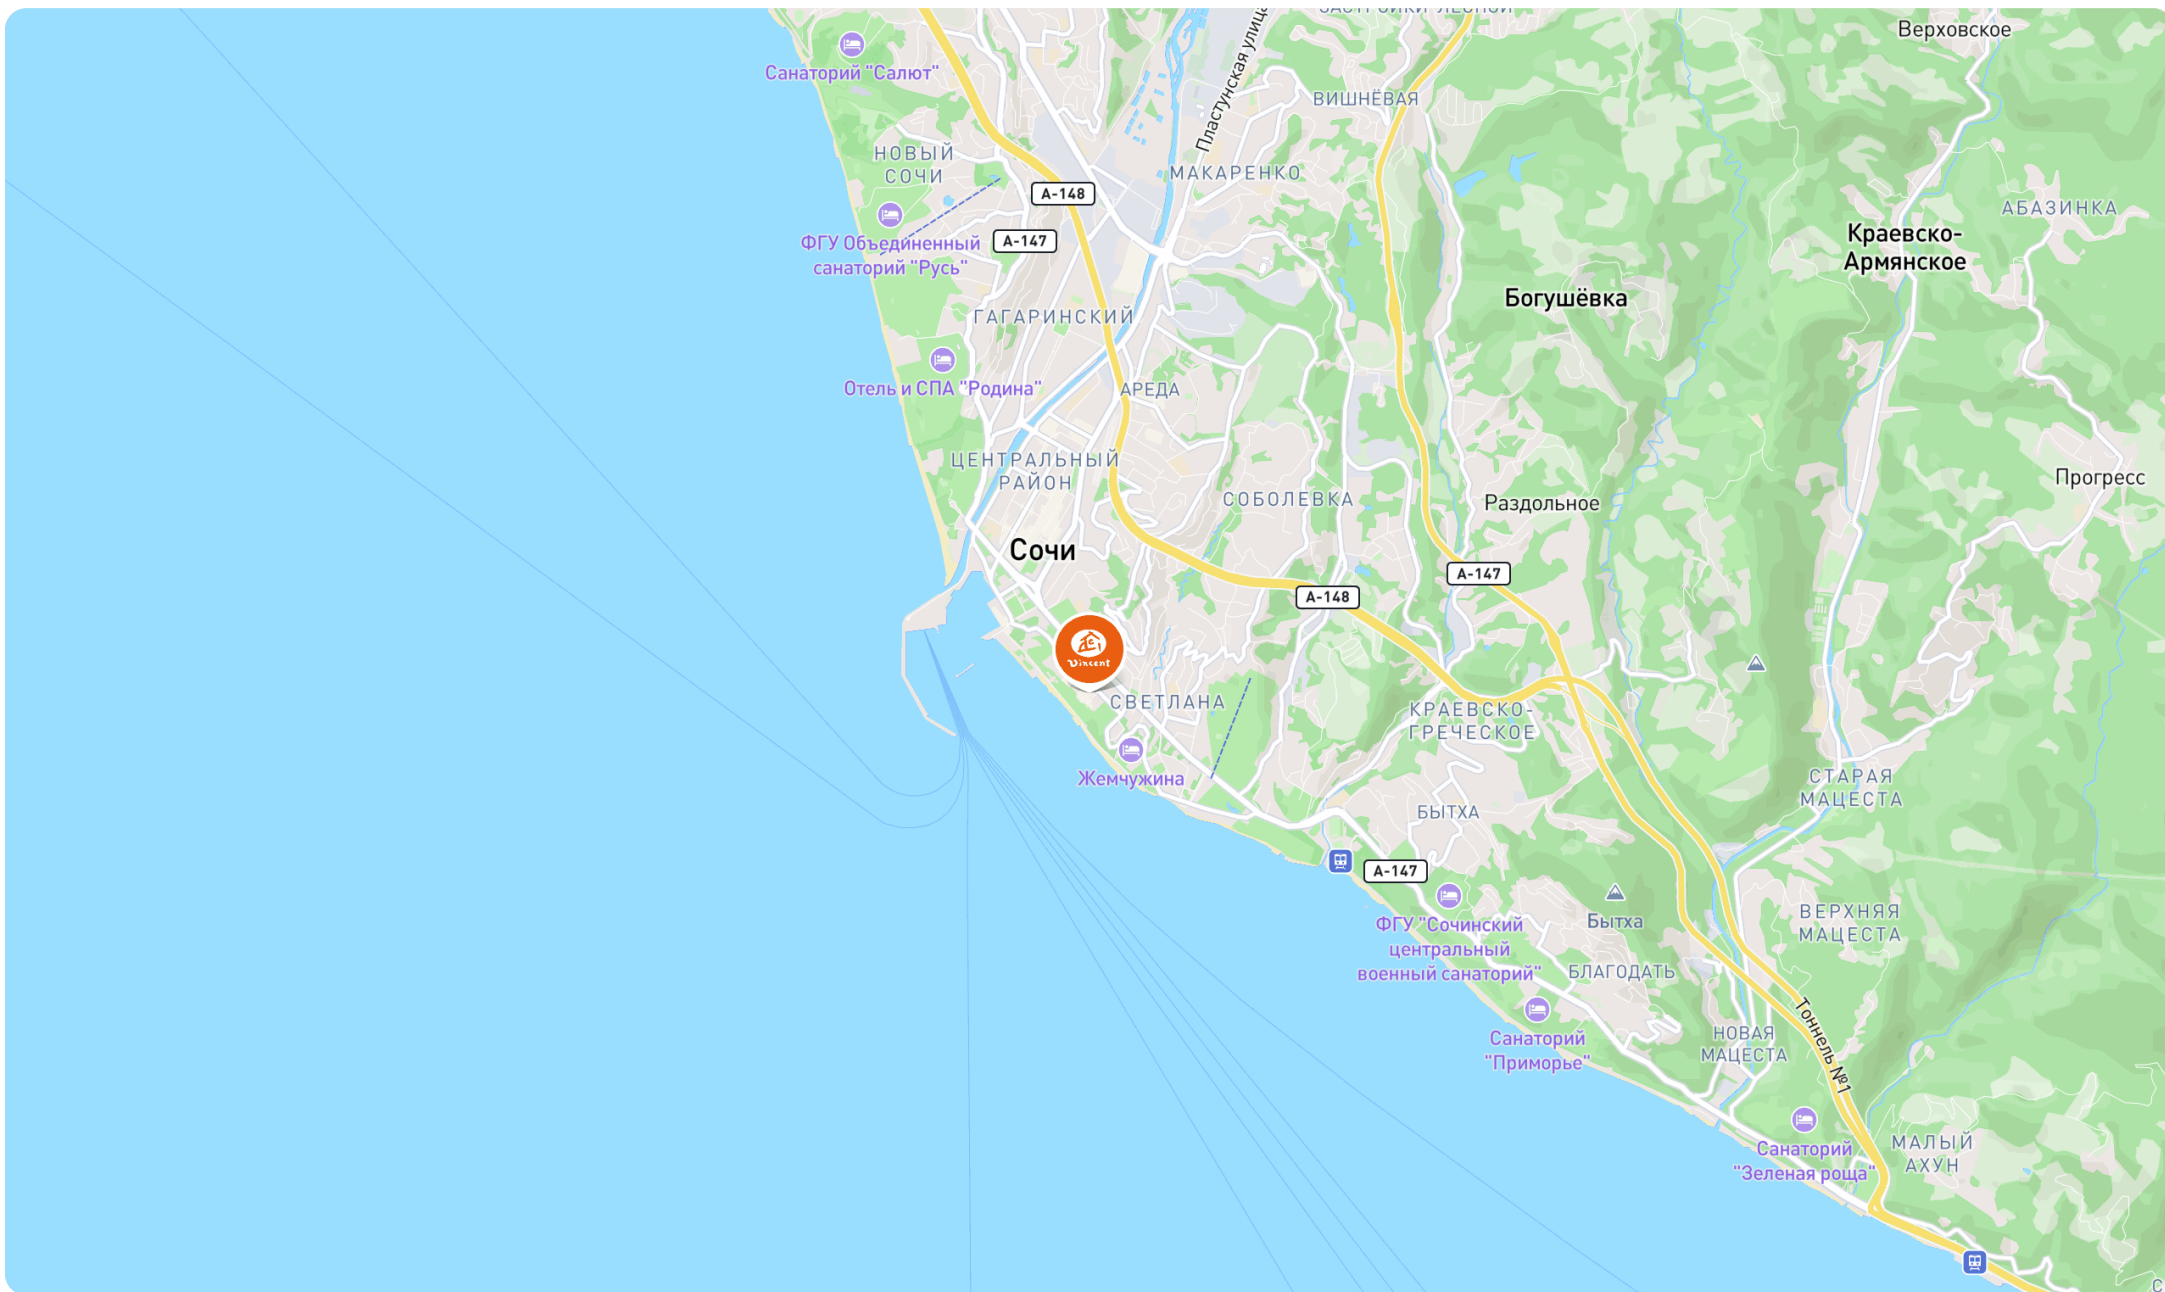 ЗАСТРОЙКИ ЛЕСНОЙ
Верховское
Санаторий "Салют"
Пластунская улица
ВИШНЁВАЯ
НОВЫЙ
СОЧИ
МАКАРЕНКО
А-148
АБАЗИНКА
ФГУ Объединенный
санаторий "Русь"
А-147
Краевско-
Армянское
Богушёвка
ГАГАРИНСКИЙ
Отель и СПА "Родина"
АРЕДА
ЦЕНТРАЛЬНЫЙ
РАЙОН
СОБОЛЕВКА
Раздольное
Прогресс
Сочи
А-147
А-148
Vincent
СВЕТЛАНА
КРАЕВСКО-
ГРЕЧЕСКОЕ
Жемчужина
СТАРАЯ
МАЦЕСТА
БЫТХА
А-147
ФГУ "Сочинский
центральный
военный санаторий"
Бытха
ВЕРХНЯЯ
МАЦЕСТА
БЛАГОДАТЬ
Санаторий
"Приморье"
НОВАЯ
МАЦЕСТА
Тоннель №1
Санаторий
"Зеленая роща"
МАЛЫЙ
АХУН
С